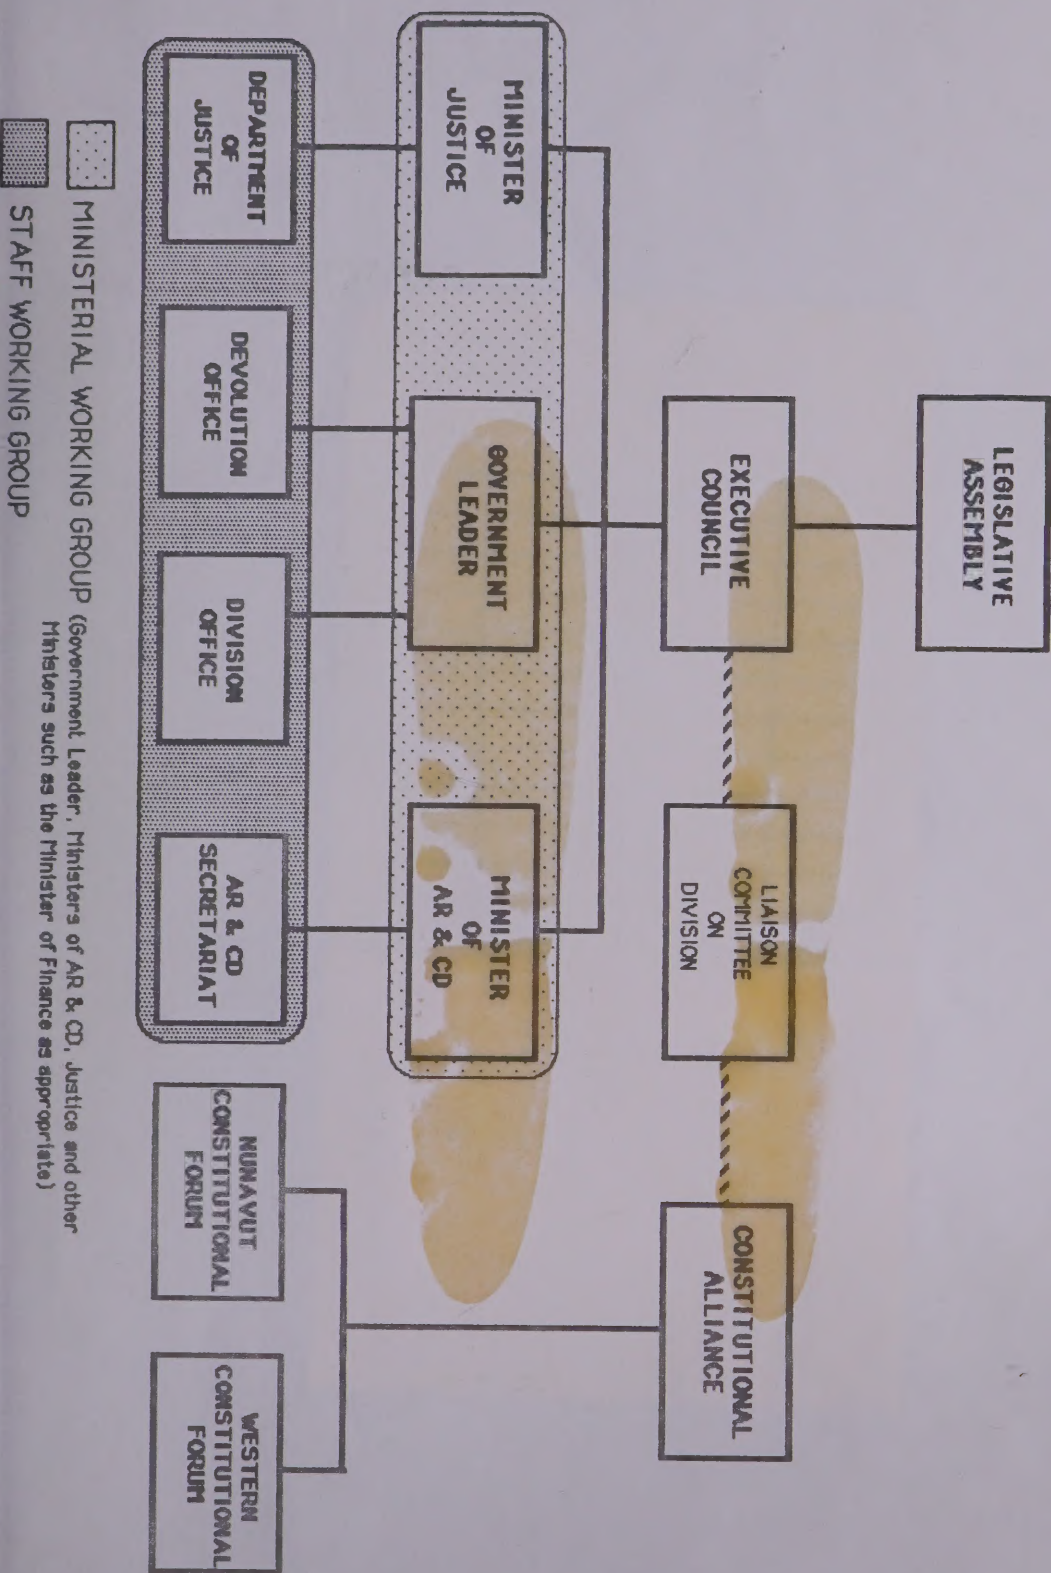 LEGISLATIVE
ASSEMBLY
EXECUTIVE
COUNCIL
LIAISON
COMMITTEE
ON
DIVISION
CONSTITUTIONAL
ALLIANCE
MINISTER
OF
JUSTICE
GOVERNMENT
LEADER
MINISTER
OF
AR & CD
DEPARTMENT
OF
JUSTICE
DEVOLUTION
OFFICE
DIVISION
OFFICE
AR & CD
SECRETARIAT
NUNAVUT
CONSTITUTIONAL
FORUM
WESTERN
CONSTITUTIONAL
FORUM
MINISTERIAL WORKING GROUP (Government Leader, Ministers of AR & CD, Justice and other
Ministers such as the Minister of Finance as appropriate)
STAFF WORKING GROUP